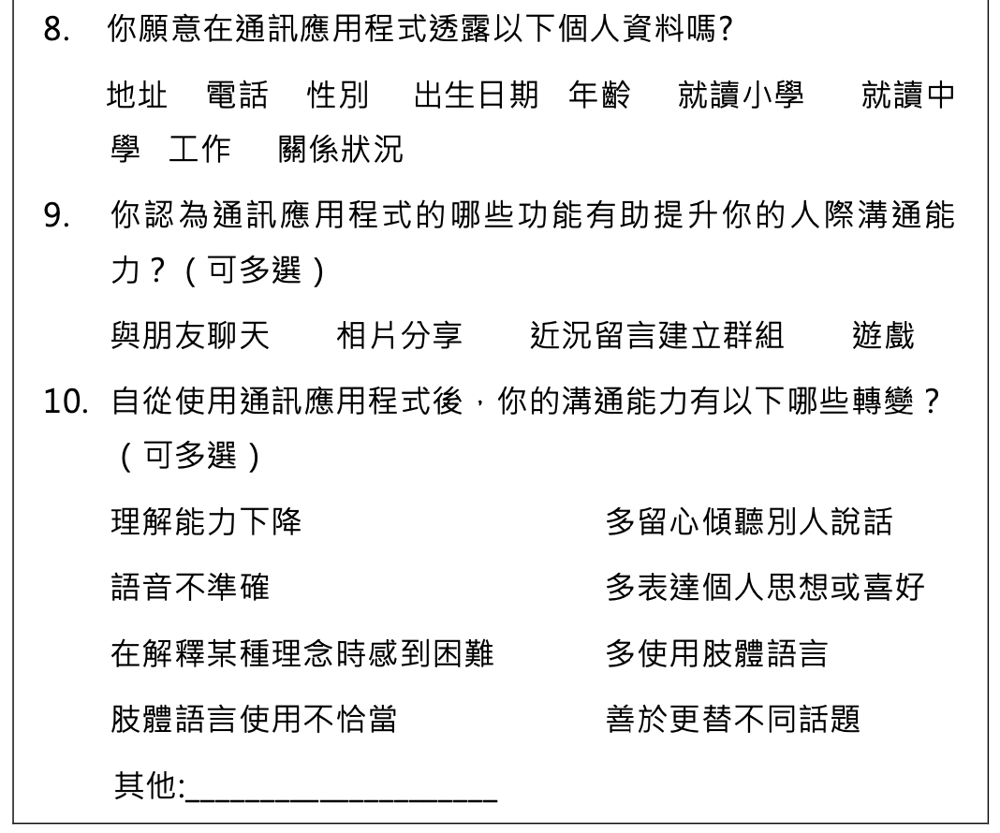 8. 你願意在通訊應用程式透露以下個人資料嗎?
地址 電話 性別 出生日期 年齡 就讀小學 就讀中
學 工作 關係狀況
9. 你認為通訊應用程式的哪些功能有助提升你的人際溝通能
力？（可多選）
與朋友聊天 相片分享 近況留言建立群組 遊戲
10. 自從使用通訊應用程式後，你的溝通能力有以下哪些轉變？
（可多選）
理解能力下降 多留心傾聽別人說話
語音不準確 多表達個人思想或喜好
在解釋某種理念時感到困難 多使用肢體語言
肢體語言使用不恰當 善於更替不同話題
其他:_____________________